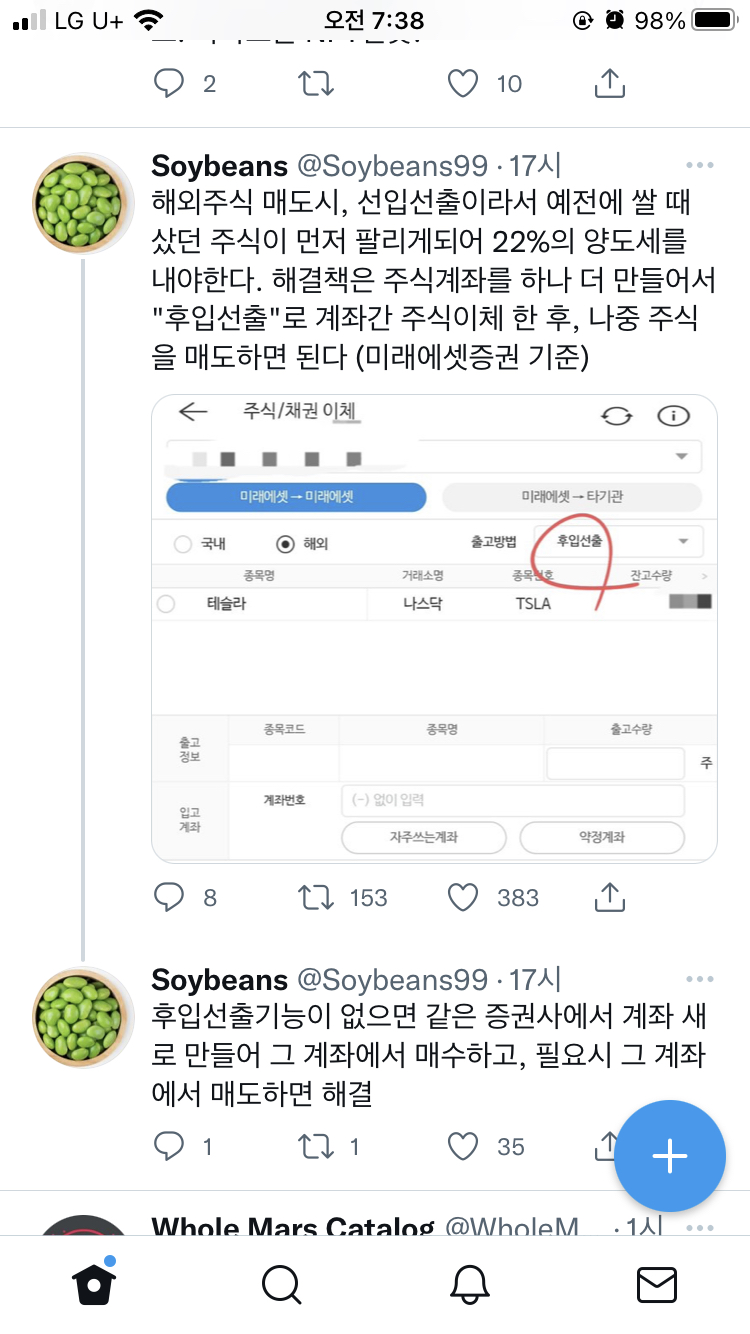 LG U+ 오전 7:38 98%
2 10
Soybeans @Soybeans99 · 17시
해외주식 매도시, 선입선출이라서 예전에 쌀 때
샀던 주식이 먼저 팔리게되어 22%의 양도세를
내야한다. 해결책은 주식계좌를 하나 더 만들어서
"후입선출"로 계좌간 주식이체 한 후, 나중 주식
을 매도하면 된다 (미래에셋증권 기준)
주식/채권 이체
미래에셋→미래에셋 미래에셋→타기관
국내 해외 출고방법 후입선출
종목명 거래소명 종목번호 잔고수량 >
테슬라 나스닥 TSLA
종목코드 종목명 출고수량
출고
정보
주
입고
계좌
계좌번호 (-) 없이 입력
자주쓰는계좌 약정계좌
8 153 383
Soybeans @Soybeans99 · 17시
후입선출기능이 없으면 같은 증권사에서 계좌 새
로 만들어 그 계좌에서 매수하고, 필요시 그 계좌
에서 매도하면 해결
1 1 35
Whole Mars Catalog @WholeM... · 1시